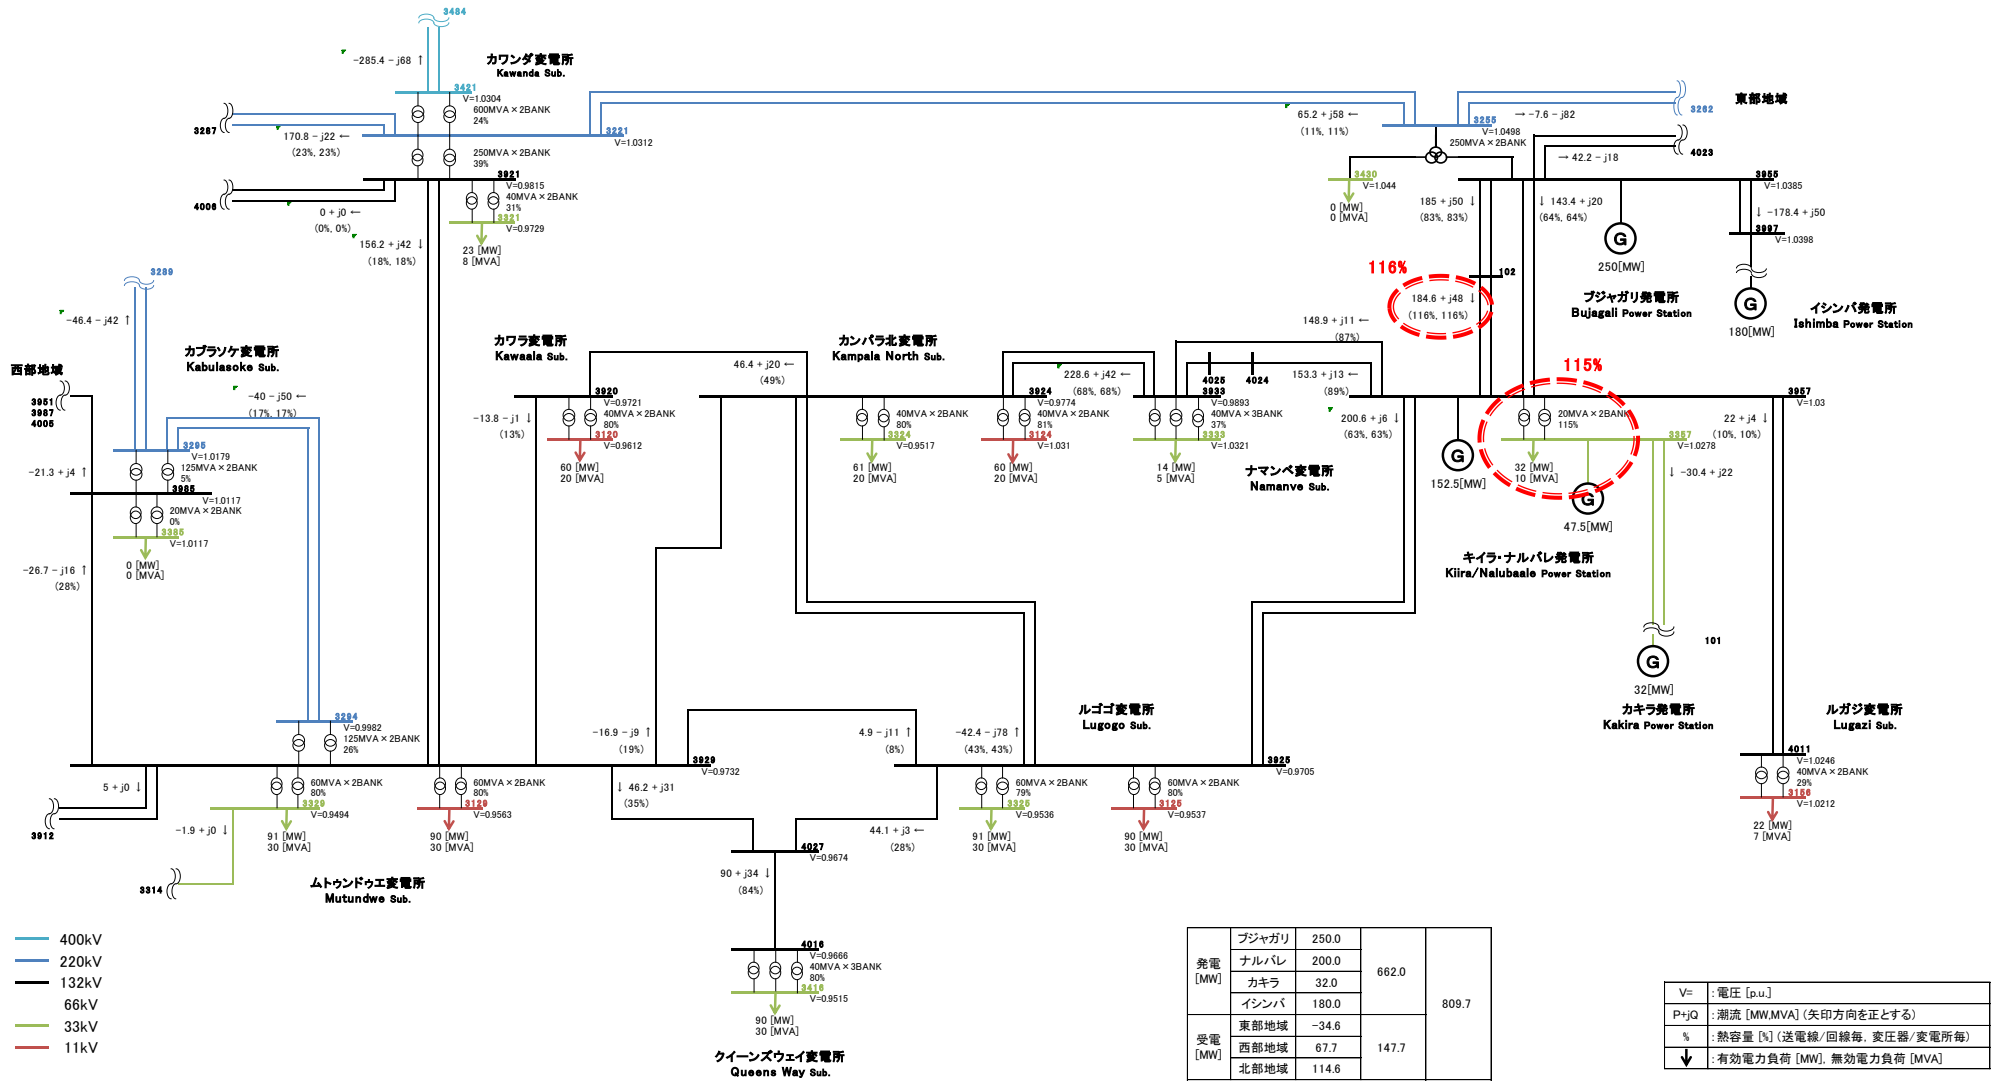 3484
-285.4 - j68 ↑
カワンダ変電所
Kawanda Sub.
3421
V=1.0304
600MVA × 2BANK
24%
3287
170.8 - j22 ←
(23%, 23%)
3221
V=1.0312
250MVA × 2BANK
39%
3921
V=0.9815
40MVA × 2BANK
31%
3321
V=0.9729
23 [MW]
8 [MVA]
4006
0 + j0 ←
(0%, 0%)
156.2 + j42 ↓
(18%, 18%)
65.2 + j58 ←
(11%, 11%)
3255
V=1.0498
250MVA × 2BANK
→ -7.6 - j82
3262
東部地域
4023
→ 42.2 - j18
3430
V=1.044
0 [MW]
0 [MVA]
3955
V=1.0385
185 + j50 ↓
(83%, 83%)
↓ 143.4 + j20
(64%, 64%)
↓ -178.4 + j50
3997
V=1.0398
G
250[MW]
ブジャガリ発電所
Bujagali Power Station
G
180[MW]
イシンバ発電所
Ishimba Power Station
116%
102
184.6 + j48 ↓
(116%, 116%)
115%
3289
-46.4 - j42 ↑
カブラソケ変電所
Kabulasoke Sub.
西部地域
3951
3987
4005
-40 - j50 ←
(17%, 17%)
3295
V=1.0179
125MVA × 2BANK
5%
-21.3 + j4 ↑
3985
V=1.0117
20MVA × 2BANK
0%
3385
V=1.0117
0 [MW]
0 [MVA]
-26.7 - j16 ↑
(28%)
カワラ変電所
Kawaala Sub.
3920
V=0.9721
40MVA × 2BANK
80%
3120
V=0.9612
60 [MW]
20 [MVA]
-13.8 - j1 ↓
(13%)
46.4 + j20 ←
(49%)
カンパラ北変電所
Kampala North Sub.
3924
V=0.9774
40MVA × 2BANK
80%
3324
V=0.9517
61 [MW]
20 [MVA]
40MVA × 2BANK
81%
3124
V=1.031
60 [MW]
20 [MVA]
228.6 + j42 ←
(68%, 68%)
148.9 + j11 ←
(87%)
4025
4024
153.3 + j13 ←
(89%)
3933
V=0.9893
40MVA × 3BANK
37%
3333
V=1.0321
14 [MW]
5 [MVA]
ナマンベ変電所
Namanve Sub.
200.6 + j6 ↓
(63%, 63%)
3957
V=1.03
20MVA × 2BANK
115%
22 + j4 ↓
(10%, 10%)
3357
V=1.0278
↓ -30.4 + j22
G
152.5[MW]
32 [MW]
10 [MVA]
G
47.5[MW]
キイラ・ナルバレ発電所
Kiira/Nalubaale Power Station
101
G
32[MW]
カキラ発電所
Kakira Power Station
ルガジ変電所
Lugazi Sub.
4011
V=1.0246
40MVA × 2BANK
29%
3156
V=1.0212
22 [MW]
7 [MVA]
3294
V=0.9982
125MVA × 2BANK
26%
-16.9 - j9 ↑
(19%)
4.9 - j11 ↑
(8%)
-42.4 - j78 ↑
(43%, 43%)
ルゴゴ変電所
Lugogo Sub.
3929
V=0.9732
3925
V=0.9705
5 + j0 ↓
3912
60MVA × 2BANK
80%
3329
V=0.9494
91 [MW]
30 [MVA]
-1.9 + j0 ↓
3314
60MVA × 2BANK
80%
3129
V=0.9563
90 [MW]
30 [MVA]
ムトゥンドゥエ変電所
Mutundwe Sub.
↓ 46.2 + j31
(35%)
44.1 + j3 ←
(28%)
60MVA × 2BANK
79%
3325
V=0.9536
91 [MW]
30 [MVA]
60MVA × 2BANK
80%
3125
V=0.9537
90 [MW]
30 [MVA]
4027
V=0.9674
90 + j34 ↓
(84%)
4016
V=0.9666
40MVA × 3BANK
80%
3416
V=0.9515
90 [MW]
30 [MVA]
クイーンズウェイ変電所
Queens Way Sub.
400kV
220kV
132kV
66kV
33kV
11kV
発電
[MW]
ブジャガリ 250.0
ナルバレ 200.0
カキラ 32.0
イシンバ 180.0
662.0
受電
[MW]
東部地域 -34.6
西部地域 67.7
北部地域 114.6
147.7
809.7
V= :電圧 [p.u.]
P+jQ :潮流 [MW,MVA] (矢印方向を正とする)
% :熱容量 [%] (送電線/回線毎, 変圧器/変電所毎)
↓ :有効電力負荷 [MW], 無効電力負荷 [MVA]